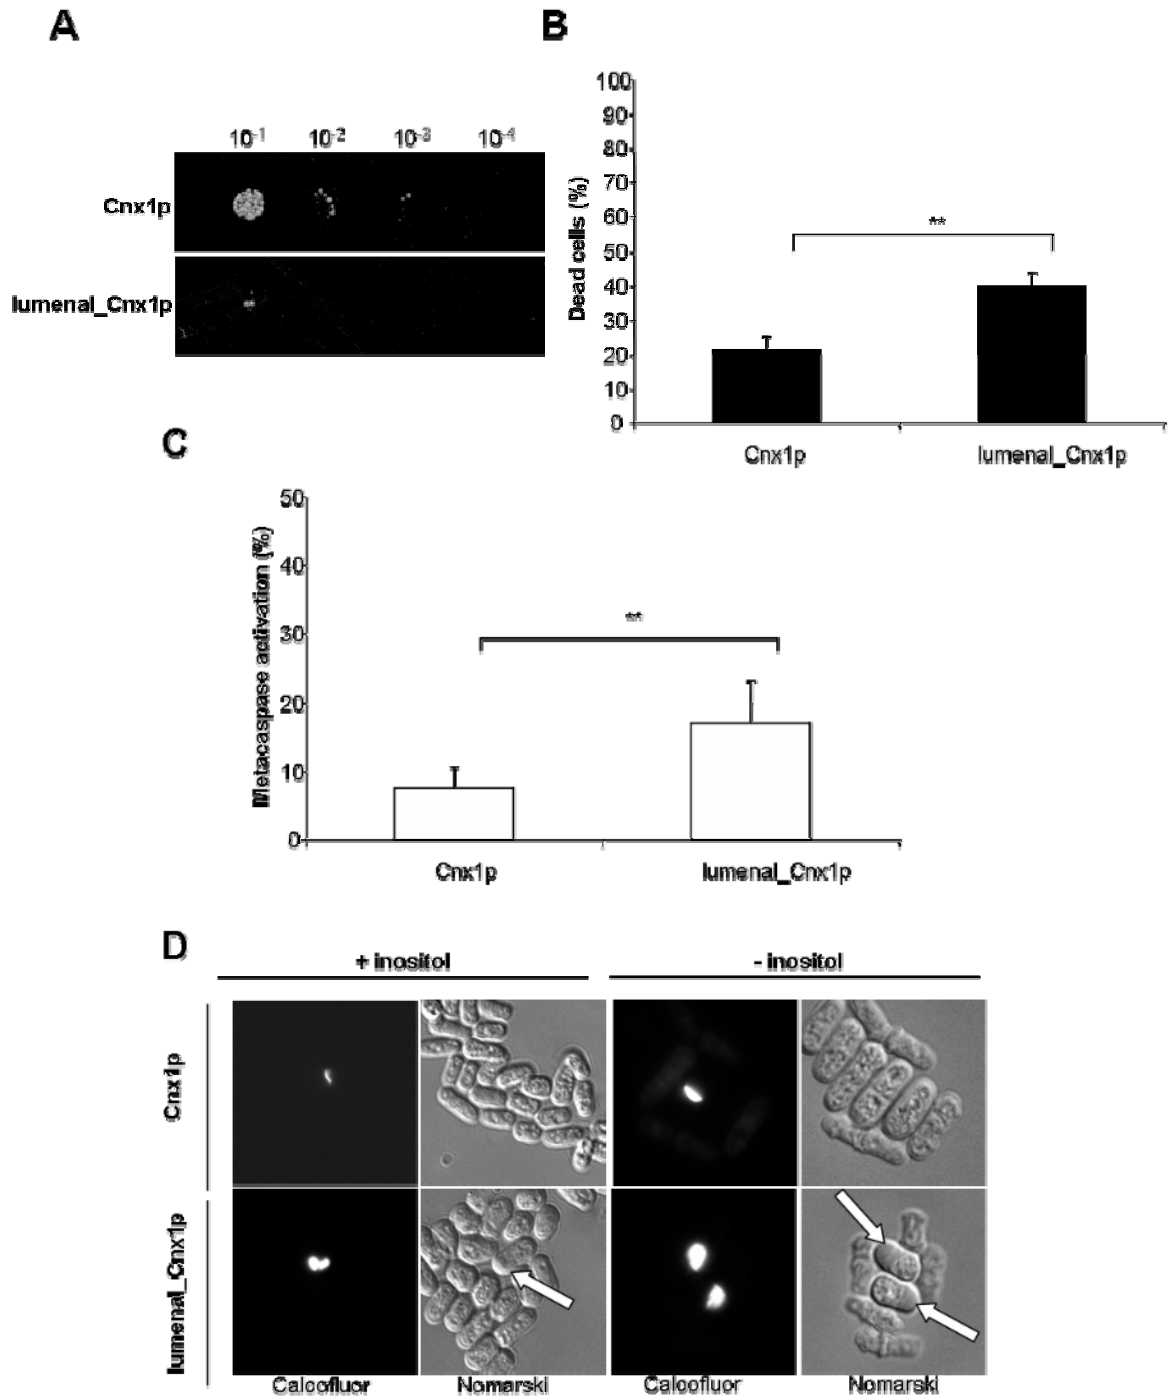 A
10-1 10-2 10-3 10-4
Cnx1p
lumenal_Cnx1p
B
Dead cells (%)
100
90
80
70
60
50
40
30
20
10
0
**
Cnx1p
lumenal_Cnx1p
C
Metacaspase activation (%)
50
40
30
20
10
0
**
Cnx1p
lumenal_Cnx1p
D
+ inositol
- inositol
Cnx1p
lumenal_Cnx1p
Calcofluor
Nomarski
Calcofluor
Nomarski